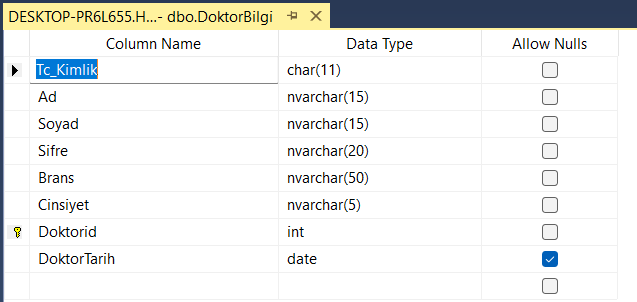 DESKTOP-PR6L655.H...- dbo.DoktorBilgi
Column Name Data Type Allow Nulls
Tc_Kimlik char(11)
Ad nvarchar(15)
Soyad nvarchar(15)
Sifre nvarchar(20)
Brans nvarchar(50)
Cinsiyet nvarchar(5)
Doktorid int
DoktorTarih date